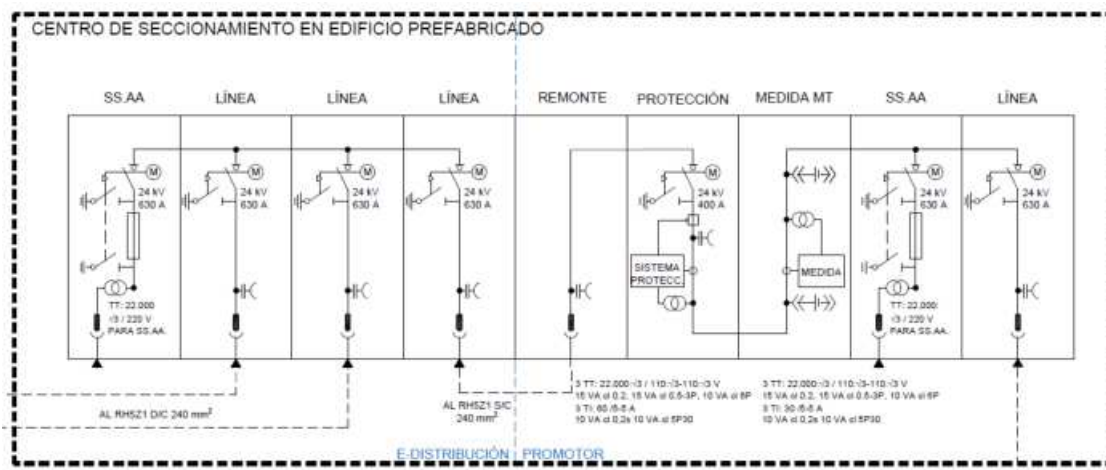 CENTRO DE SECCIONAMIENTO EN EDIFICIO PREFABRICADO
SS.AA
LÍNEA
LÍNEA
LÍNEA
REMONTE
PROTECCIÓN
MEDIDA MT
SS.AA
LÍNEA
M
24 kV
630 A
M
24 kV
630 A
M
24 kV
630 A
M
24 kV
630 A
M
24 kV
400 A
M
24 kV
630 A
M
24 kV
630 A
SISTEMA
PROTECC.
MEDIDA
TT: 22.000:
√3 / 220 V
PARA SS.AA.
TT: 22.000:
√3 / 220 V
PARA SS.AA.
AL RH5Z1 D/C 240 mm²
AL RH5Z1 S/C
240 mm²
3 TT: 22.000:√3 / 110:√3-110:√3 V
15 VA cl 0.2, 15 VA cl 0.5-3P, 10 VA cl 6P
3 TI: 60 /5-5 A
10 VA cl 0,2s 10 VA cl 5P30
3 TT: 22.000:√3 / 110:√3-110:√3 V
15 VA cl 0.2, 15 VA cl 0.5-3P, 10 VA cl 6P
3 TI: 30 /5-5 A
10 VA cl 0,2s 10 VA cl 5P30
E-DISTRIBUCIÓN PROMOTOR